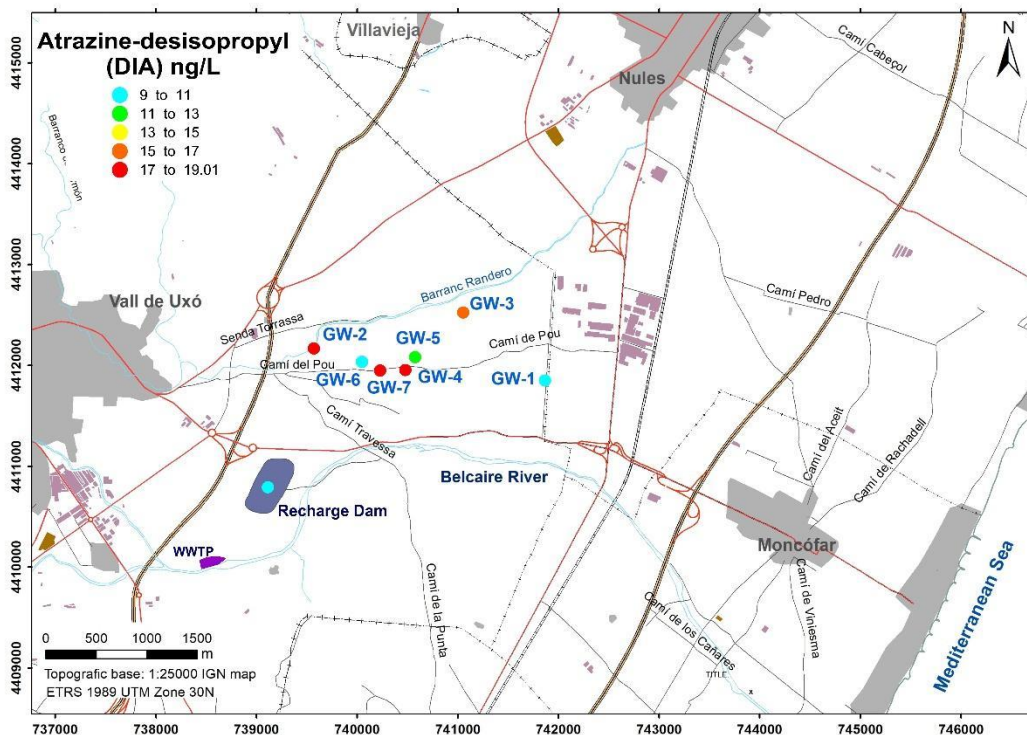 Atrazine-desisopropyl
(DIA) ng/L
9 to 11
11 to 13
13 to 15
15 to 17
17 to 19.01
Villavieja
Nules
Camí Cabeçol
N
Vall de Uxó
Senda Torrassa
Barranc Randero
Camí Pedro
GW-3
GW-2
GW-5
Camí de Pou
Camí del Pou
GW-6
GW-7
GW-4
GW-1
Camí Travessa
Camí del Aceit
Camí de Rachadell
Belcaire River
Recharge Dam
WWTP
Moncófar
Camí de la Punta
Camí de los Cañares
Camí de Viniesma
Mediterranean Sea
TITLE
x
0 500 1000 1500
m
Topografic base: 1:25000 IGN map
ETRS 1989 UTM Zone 30N
4415000
4414000
4413000
4412000
4411000
4410000
4409000
737000 738000 739000 740000 741000 742000 743000 744000 745000 746000